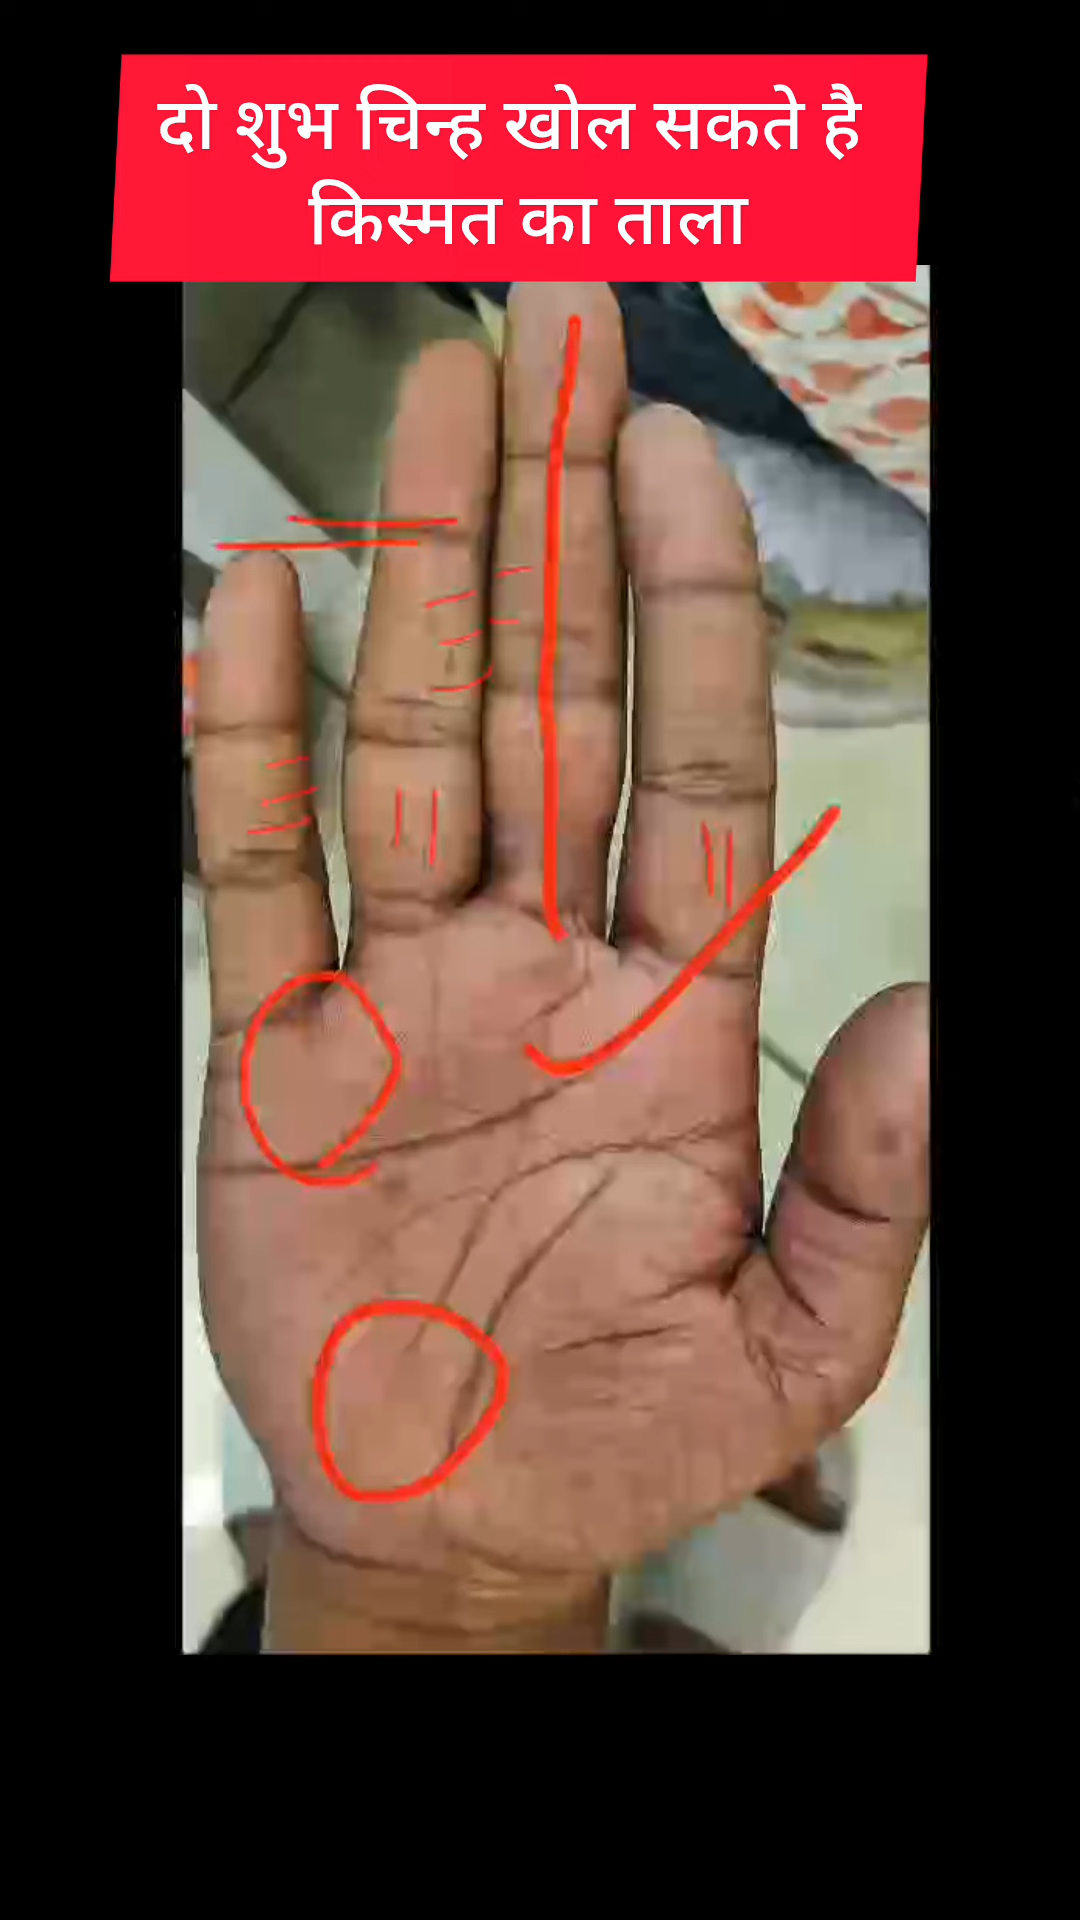 दो शुभ चिन्ह खोल सकते है
किस्मत का ताला